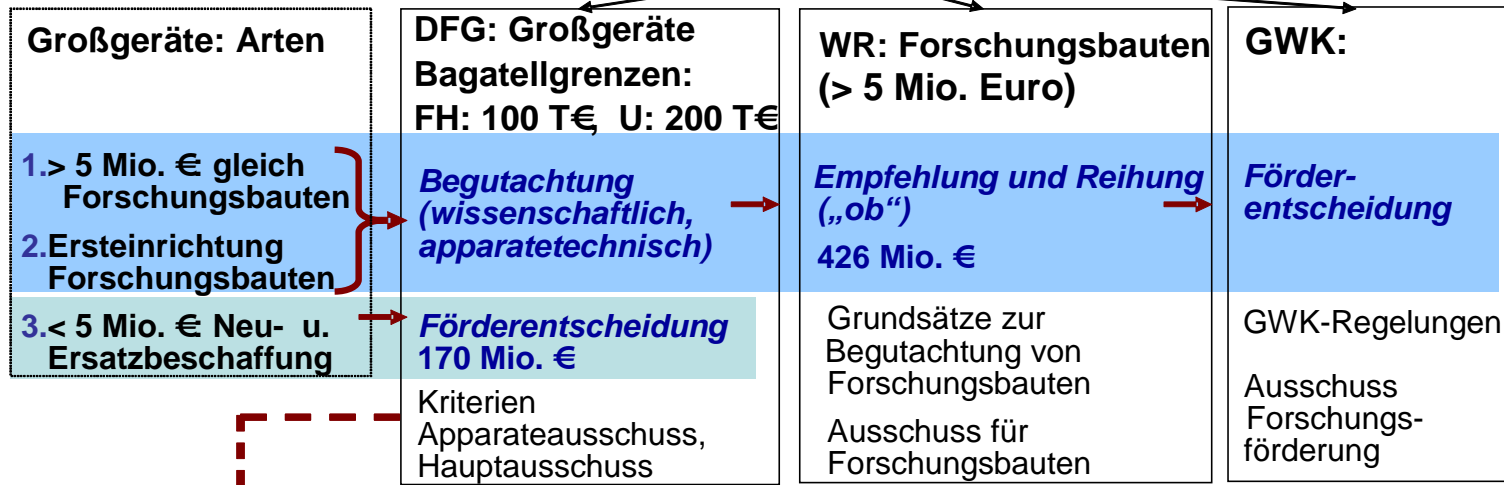 Großgeräte: Arten
1.> 5 Mio. € gleich
Forschungsbauten
2.Ersteinrichtung
Forschungsbauten
3.< 5 Mio. € Neu- u.
Ersatzbeschaffung
DFG: Großgeräte
Bagatellgrenzen:
FH: 100 T€, U: 200 T€
Begutachtung
(wissenschaftlich,
apparatetechnisch)
Förderentscheidung
170 Mio. €
Kriterien
Apparateausschuss,
Hauptausschuss
WR: Forschungsbauten
(> 5 Mio. Euro)
Empfehlung und Reihung
(„ob")
426 Mio. €
Grundsätze zur
Begutachtung von
Forschungsbauten
Ausschuss für
Forschungsbauten
GWK:
Förder-
entscheidung
GWK-Regelungen
Ausschuss
Forschungs-
förderung